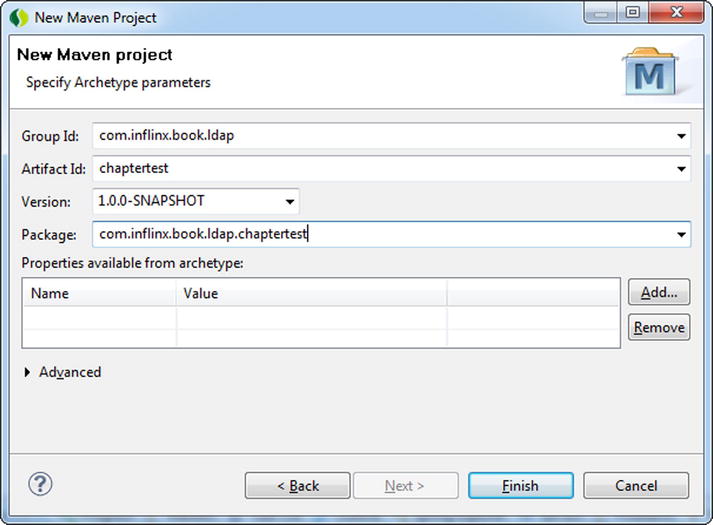 New Maven Project
New Maven project
Specify Archetype parameters
M
Group Id: com.inflinx.book.ldap
Artifact Id: chaptertest
Version: 1.0.0-SNAPSHOT
Package: com.inflinx.book.ldap.chaptertest
Properties available from archetype:
Name Value
Add...
Remove
Advanced
? < Back Next > Finish Cancel